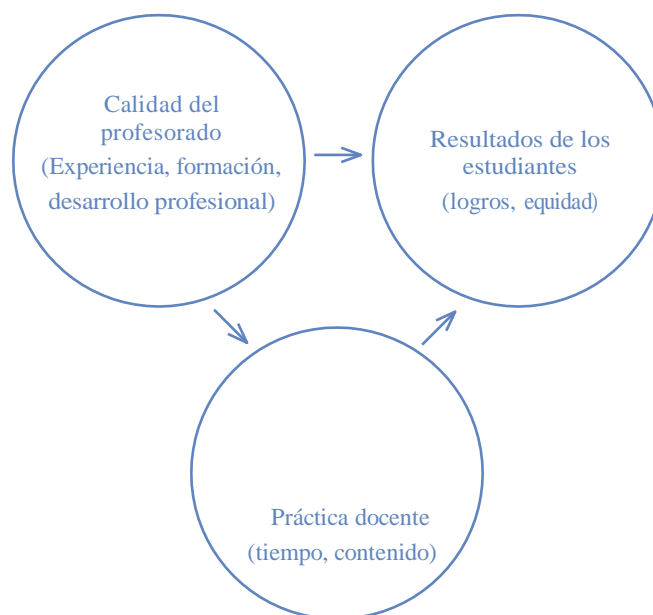 Calidad del
profesorado
(Experiencia, formación,
desarrollo profesional)
Resultados de los
estudiantes
(logros, equidad)
Práctica docente
(tiempo, contenido)